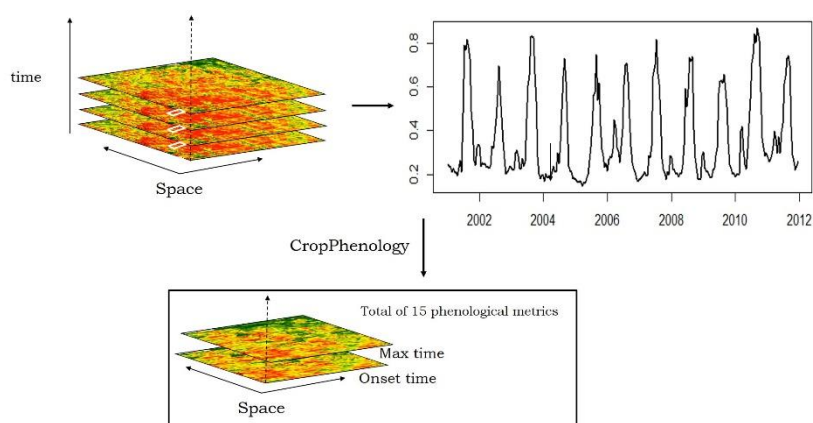 time
Space
0.8
0.6
0.4
0.2
2002 2004 2006 2008 2010 2012
CropPhenology
Total of 15 phenological metrics
Max time
Onset time
Space